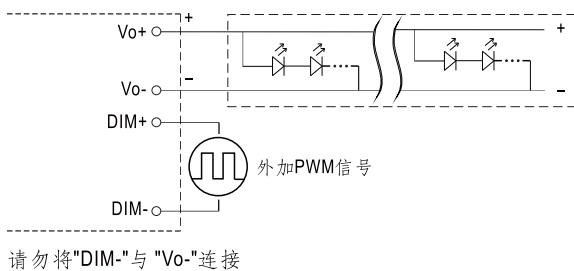 Vo+
+
+
Vo-
−
−
DIM+
外加PWM信号
DIM-
请勿将"DIM-"与 "Vo-"连接